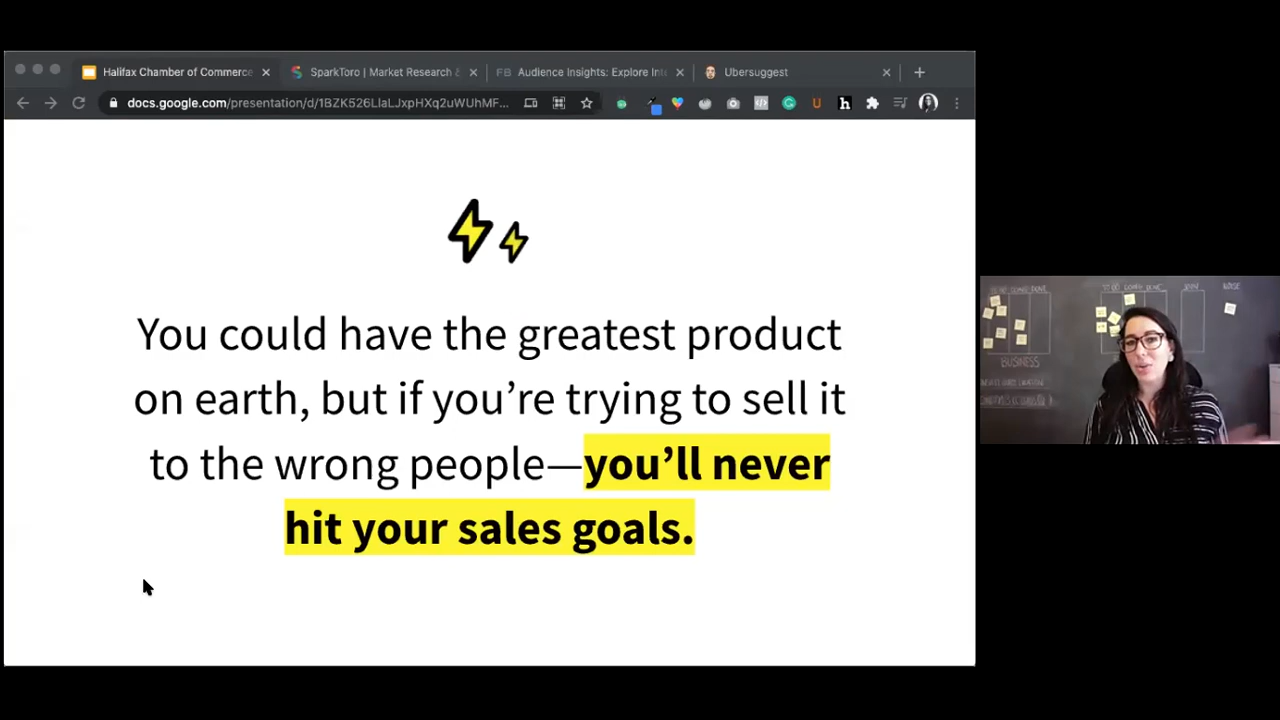 Halifax Chamber of Commerce
SparkToro | Market Research &
FB Audience Insights: Explore Inte
Ubersuggest
docs.google.com/presentation/d/1BZK526LlaLJxpHXq2uWUhMF...
You could have the greatest product
on earth, but if you’re trying to sell it
to the wrong people—you’ll never
hit your sales goals.
BUSINESS